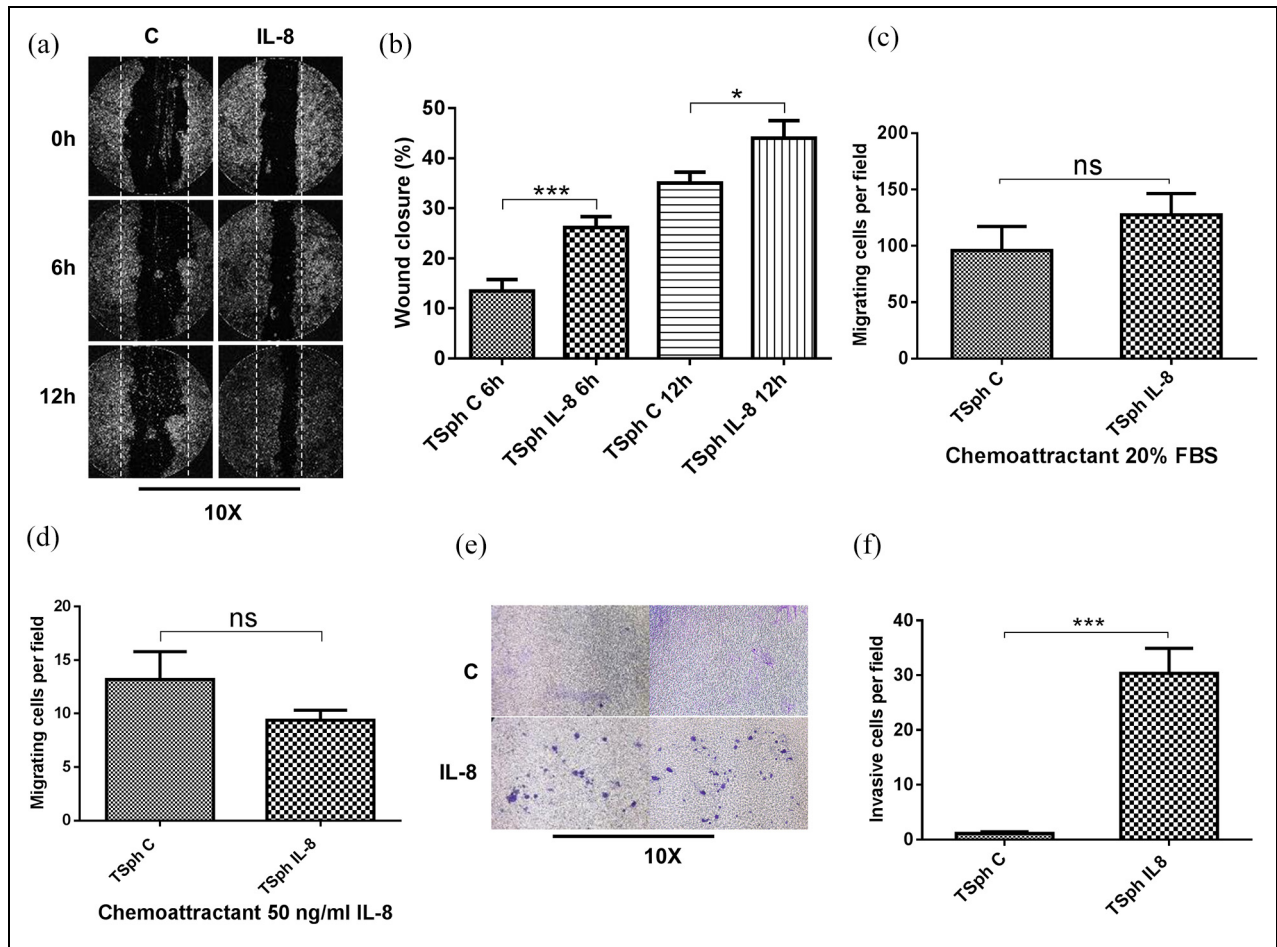 (a)
C
IL-8
0h
6h
12h
10X
(b)
Wound closure (%)
50
40
30
20
10
0
***
*
TSph C 6h
TSph IL-8 6h
TSph C 12h
TSph IL-8 12h
(c)
Migrating cells per field
200
150
100
50
0
ns
TSph C
TSph IL-8
Chemoattractant 20% FBS
(d)
Migrating cells per field
20
15
10
5
0
ns
TSph C
TSph IL-8
Chemoattractant 50 ng/ml IL-8
(e)
C
IL-8
10X
(f)
Invasive cells per field
40
30
20
10
0
***
TSph C
TSph IL8